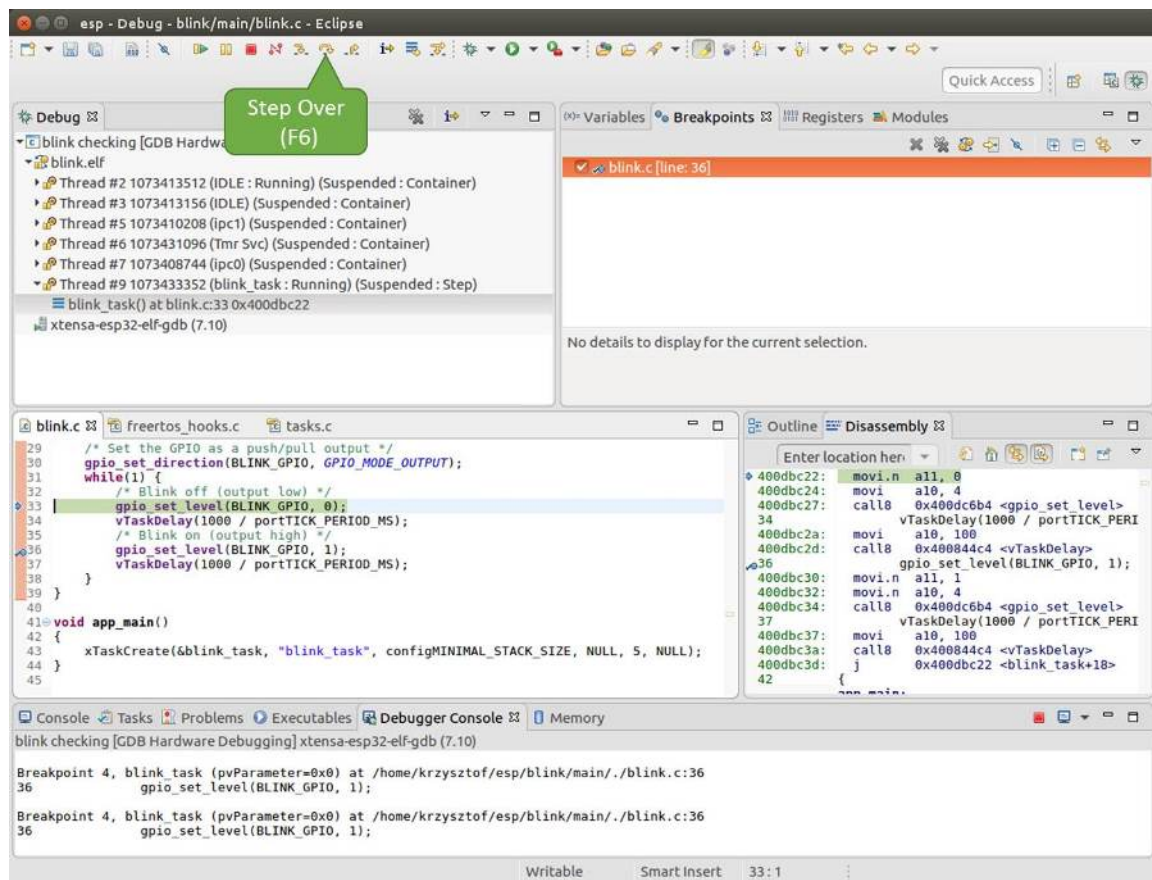 esp - Debug - blink/main/blink.c - Eclipse
Quick Access
Step Over
(F6)
Debug
blink checking [GDB Hardwa
blink.elf
Thread #2 1073413512 (IDLE : Running) (Suspended : Container)
Thread #3 1073413156 (IDLE) (Suspended : Container)
Thread #5 1073410208 (ipc1) (Suspended : Container)
Thread #6 1073431096 (Tmr Svc) (Suspended : Container)
Thread #7 1073408744 (ipc0) (Suspended : Container)
Thread #9 1073433352 (blink_task : Running) (Suspended : Step)
blink_task() at blink.c:33 0x400dbc22
xtensa-esp32-elf-gdb (7.10)
(x)= Variables Breakpoints Registers Modules
blink.c [line: 36]
No details to display for the current selection.
blink.c freertos_hooks.c tasks.c
29 /* Set the GPIO as a push/pull output */
30 gpio_set_direction(BLINK_GPIO, GPIO_MODE_OUTPUT);
31 while(1) {
32 /* Blink off (output low) */
33 gpio_set_level(BLINK_GPIO, 0);
34 vTaskDelay(1000 / portTICK_PERIOD_MS);
35 /* Blink on (output high) */
36 gpio_set_level(BLINK_GPIO, 1);
37 vTaskDelay(1000 / portTICK_PERIOD_MS);
38 }
39 }
40
41 void app_main()
42 {
43 xTaskCreate(&blink_task, "blink_task", configMINIMAL_STACK_SIZE, NULL, 5, NULL);
44 }
45
Outline Disassembly
Enter location her
400dbc22: movi.n a11, 0
400dbc24: movi a10, 4
400dbc27: call8 0x400dc6b4 <gpio_set_level>
34 vTaskDelay(1000 / portTICK_PERI
400dbc2a: movi a10, 100
400dbc2d: call8 0x400844c4 <vTaskDelay>
36 gpio_set_level(BLINK_GPIO, 1);
400dbc30: movi.n a11, 1
400dbc32: movi.n a10, 4
400dbc34: call8 0x400dc6b4 <gpio_set_level>
37 vTaskDelay(1000 / portTICK_PERI
400dbc37: movi a10, 100
400dbc3a: call8 0x400844c4 <vTaskDelay>
400dbc3d: j 0x400dbc22 <blink_task+18>
42 {
app_main:
Console Tasks Problems Executables Debugger Console Memory
blink checking [GDB Hardware Debugging] xtensa-esp32-elf-gdb (7.10)
Breakpoint 4, blink_task (pvParameter=0x0) at /home/krzysztof/esp/blink/main/./blink.c:36
36 gpio_set_level(BLINK_GPIO, 1);
Breakpoint 4, blink_task (pvParameter=0x0) at /home/krzysztof/esp/blink/main/./blink.c:36
36 gpio_set_level(BLINK_GPIO, 1);
Writable Smart Insert 33 : 1